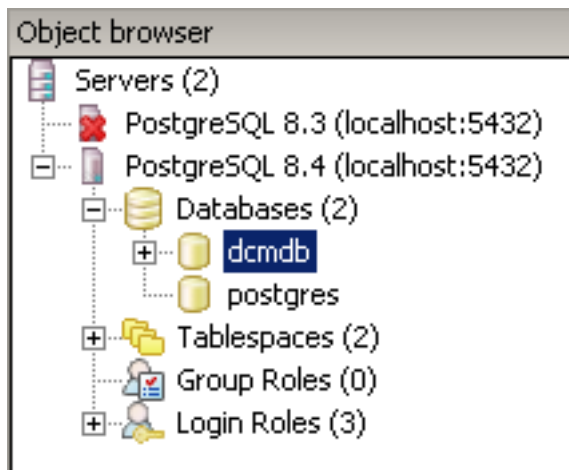 Object browser
Servers (2)
PostgreSQL 8.3 (localhost:5432)
PostgreSQL 8.4 (localhost:5432)
Databases (2)
dcmdb
postgres
Tablespaces (2)
Group Roles (0)
Login Roles (3)